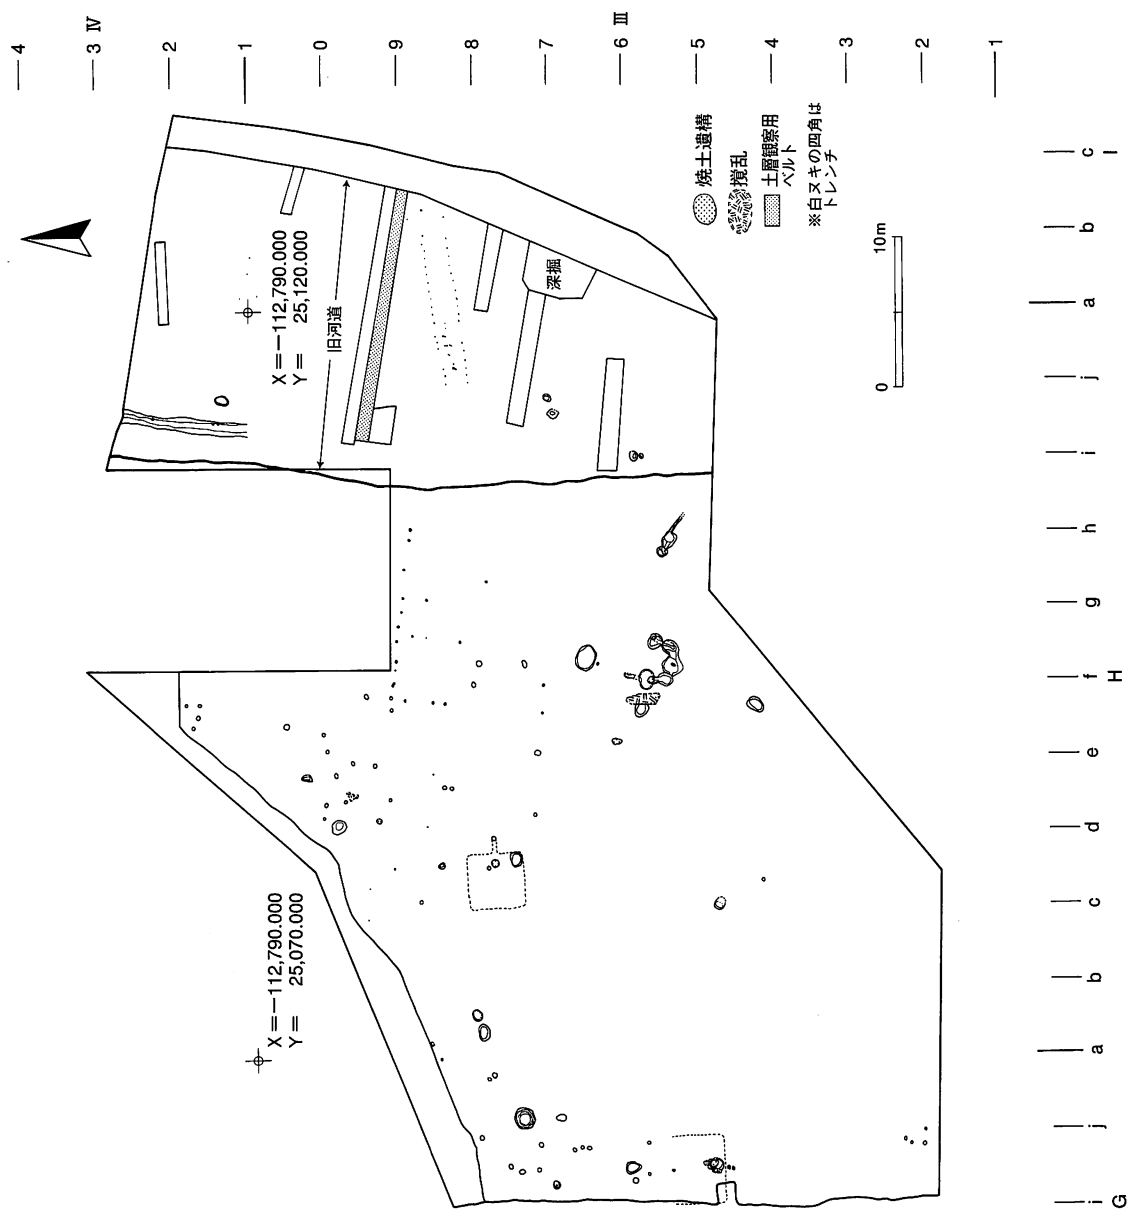 4
3 Ⅳ
2
1
0
9
8
7
6 Ⅲ
5
4
3
2
1
X＝－112,790.000
Y＝　25,120.000
旧河道
深掘
焼土遺構
攪乱
土層観察用
ベルト
※白ヌキの四角は
トレンチ
0 10m
X＝－112,790.000
Y＝　25,070.000
c I
b
a
j
i
h
g
f H
e
d
c
b
a
j
i G